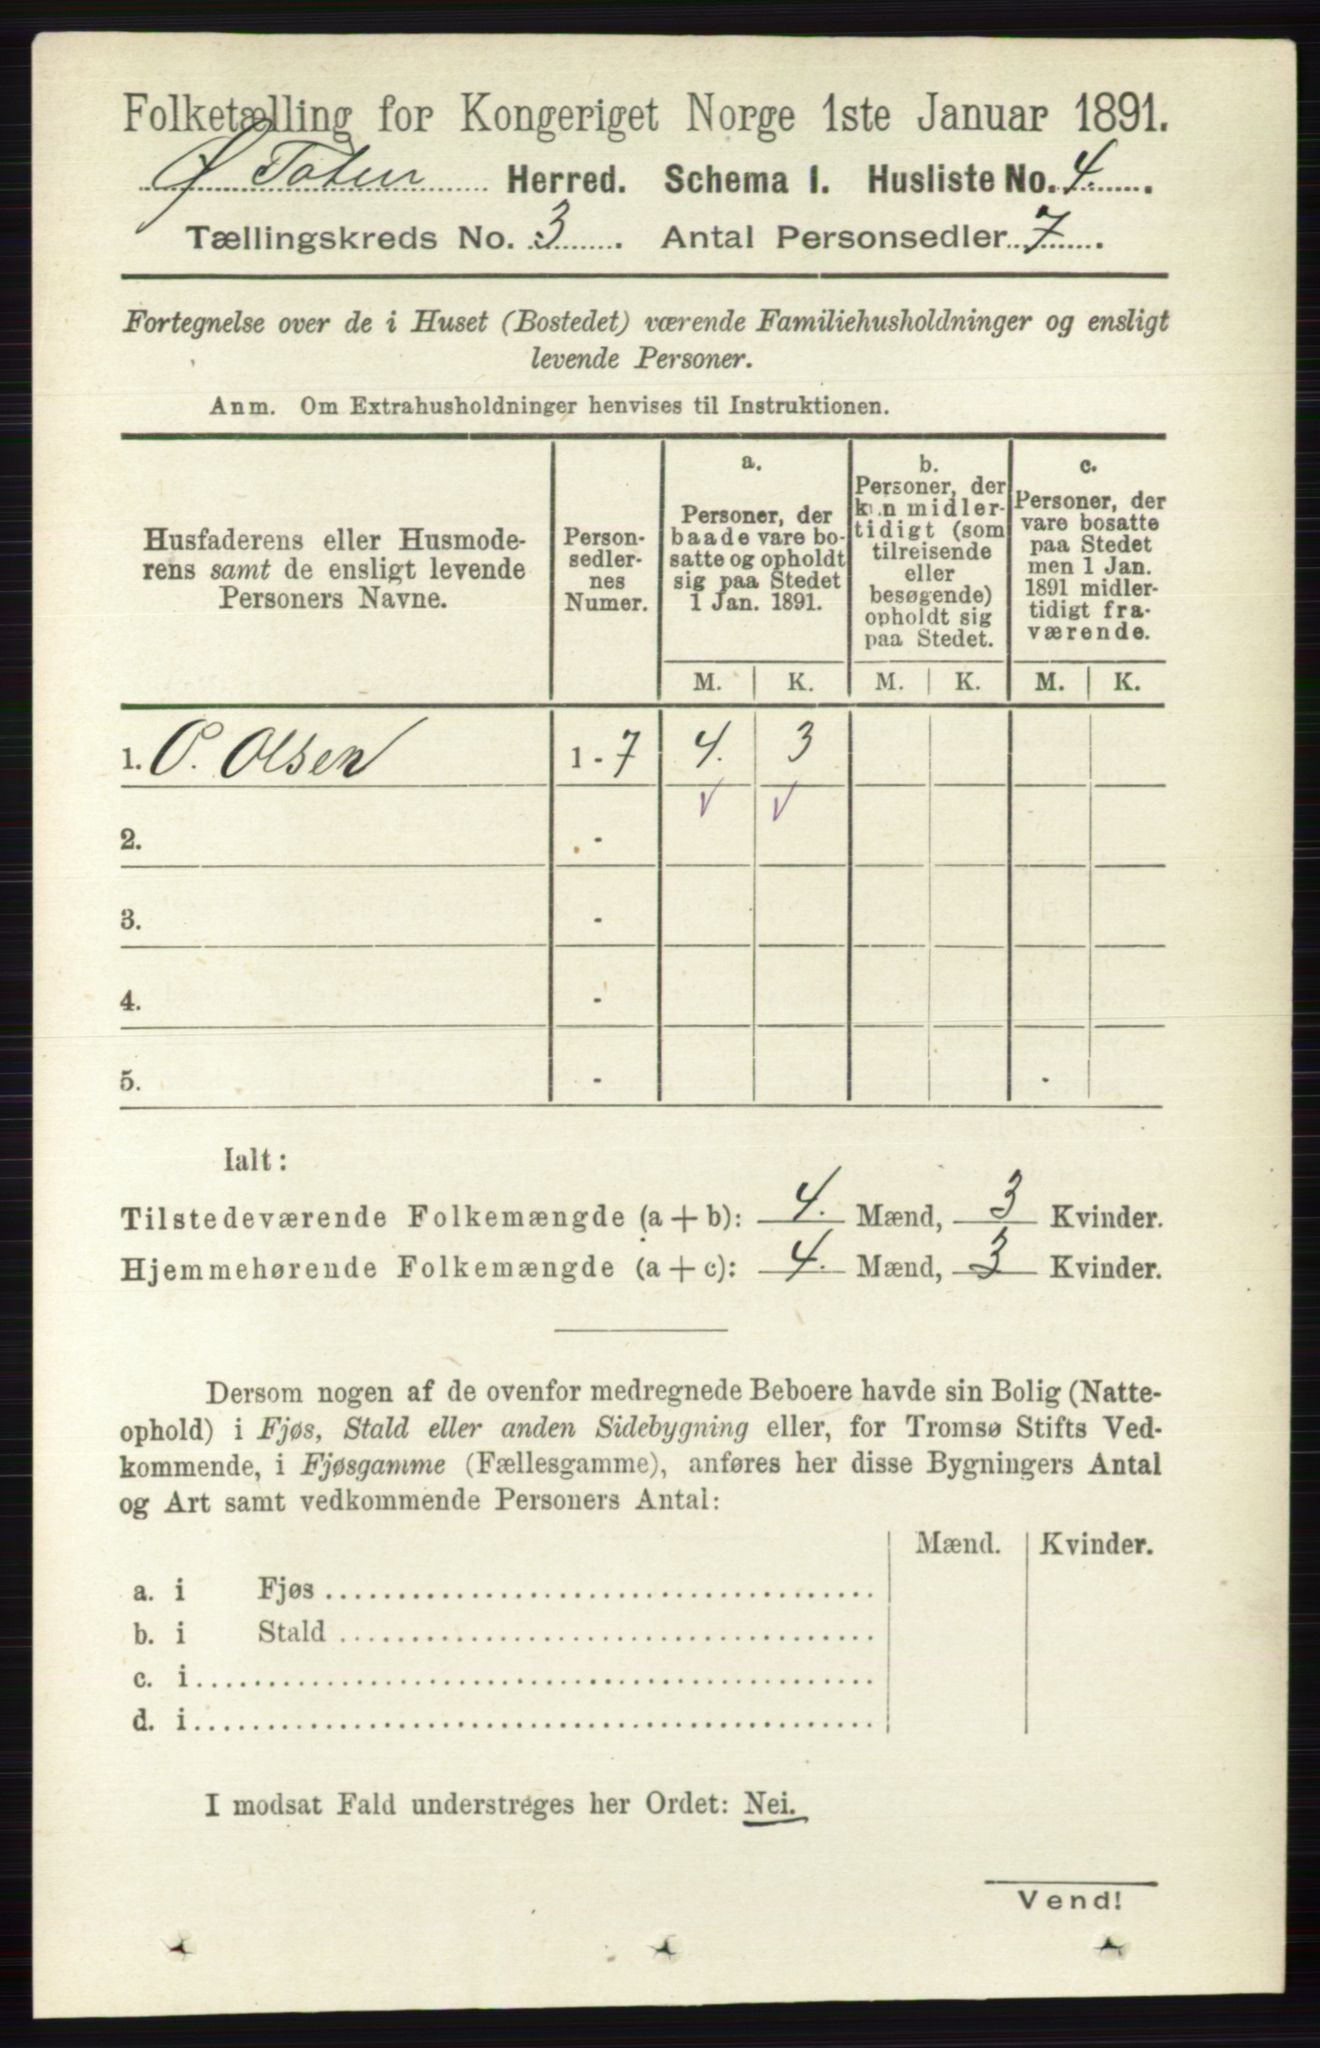 Folketælling for Kongeriget Norge 1ste Januar 1891.
Ø Toten Herred. Schema I. Husliste No. 4.
Tællingskreds No. 3. Antal Personsedler 7.
Fortegnelse over de i Huset (Bostedet) værende Familiehusholdninger og ensligt
levende Personer.
Anm. Om Extrahusholdninger henvises til Instruktionen.
Husfaderens eller Husmode-
rens samt de ensligt levende
Personers Navne.
Person-
sedler-
nes
Numer.
a.
Personer, der
baade vare bo-
satte og opholdt
sig paa Stedet
1 Jan. 1891.
b.
Personer, der
kun midler-
tidigt (som
tilreisende
eller
besøgende)
opholdt sig
paa Stedet.
c.
Personer, der
vare bosatte
paa Stedet
men 1 Jan.
1891 midler-
tidigt fra-
værende.
M. K. M. K. M. K.
1. O. Olsen 1 - 7 4. 3
2. -
3. -
4. -
5. -
Ialt:
Tilstedeværende Folkemængde (a + b): 4. Mænd, 3 Kvinder.
Hjemmehørende Folkemængde (a + c): 4. Mænd, 3 Kvinder.
Dersom nogen af de ovenfor medregnede Beboere havde sin Bolig (Natte-
ophold) i Fjøs, Stald eller anden Sidebygning eller, for Tromsø Stifts Ved-
kommende, i Fjøsgamme (Fællesgamme), anføres her disse Bygningers Antal
og Art samt vedkommende Personers Antal:
Mænd. Kvinder.
a. i Fjøs
b. i Stald
c. i
d. i
I modsat Fald understreges her Ordet: Nei.
Vend!